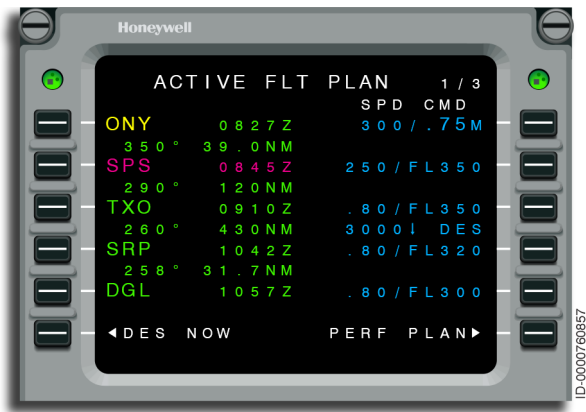 Honeywell
ACTIVE FLT PLAN 1/3
SPD CMD
ONY 0827Z 300/.75M
350° 39.0NM
SPS 0845Z 250/FL350
290° 120NM
TXO 0910Z .80/FL350
260° 430NM 3000↓ DES
SRP 1042Z .80/FL320
258° 31.7NM
DGL 1057Z .80/FL300
◀DES NOW PERF PLAN▶
ID-0000760857